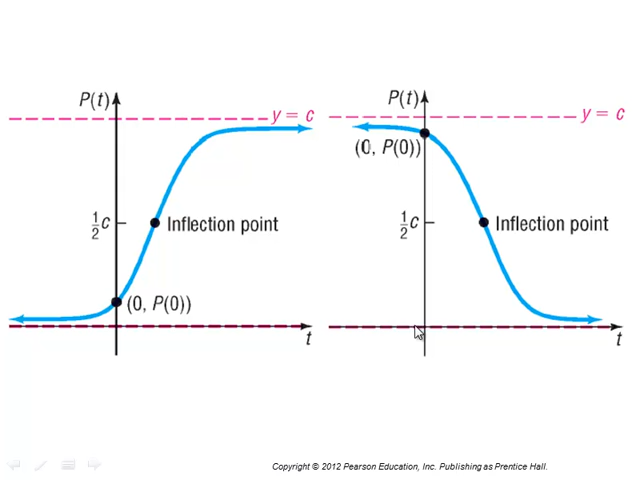 P(t)
y = c
½c
Inflection point
(0, P(0))
t
P(t)
y = c
(0, P(0))
½c
Inflection point
t
Copyright © 2012 Pearson Education, Inc. Publishing as Prentice Hall.